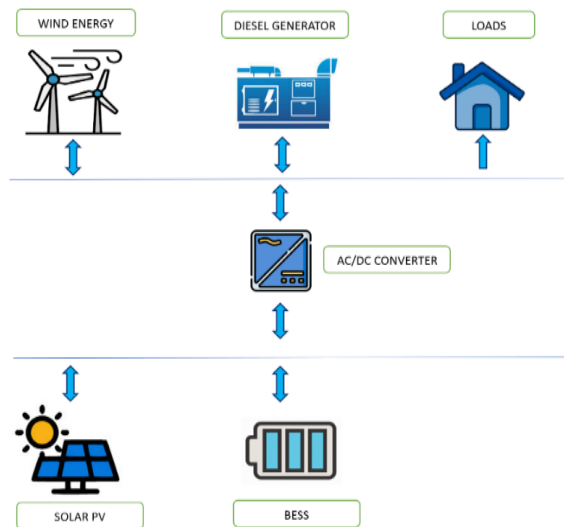 WIND ENERGY
DIESEL GENERATOR
LOADS
AC/DC CONVERTER
SOLAR PV
BESS